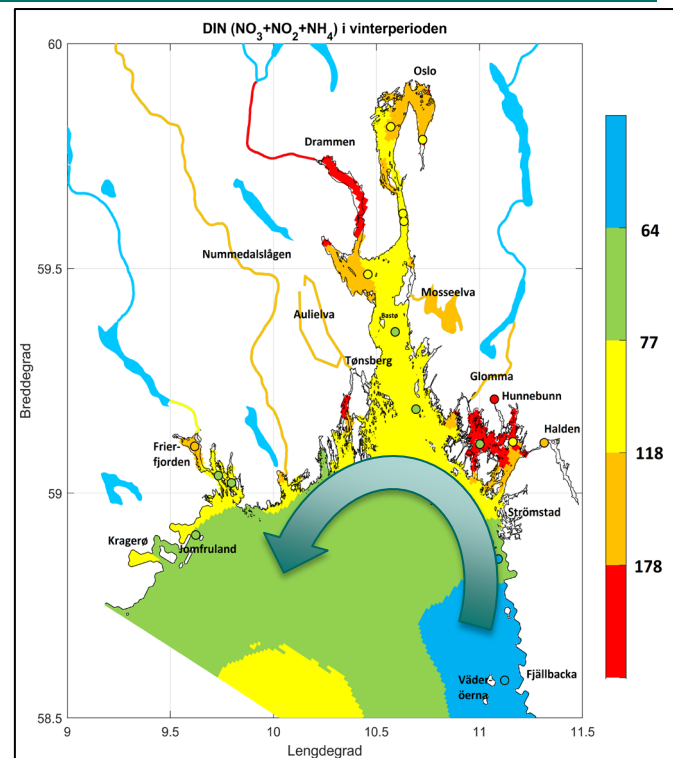 DIN (NO3+NO2+NH4) i vinterperioden
60
Oslo
Drammen
64
Nummedalslågen
59.5
Mosseelva
Aulielva
Bastø
77
Tønsberg
Glomma
Hunnebunn
Breddegrad
Halden
Frier-
fjorden
118
59
Strömstad
Kragerø
Jomfruland
178
Väder
öerna
Fjällbacka
58.5
9
9.5
10
10.5
11
11.5
Lengdegrad